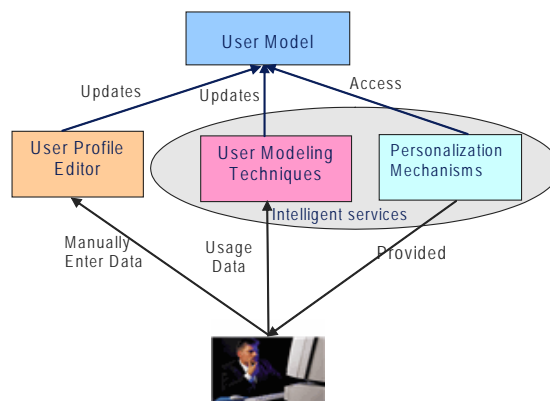 User Model
Updates
Updates
Access
User Profile
Editor
User Modeling
Techniques
Personalization
Mechanisms
Intelligent services
Manually
Enter Data
Usage
Data
Provided